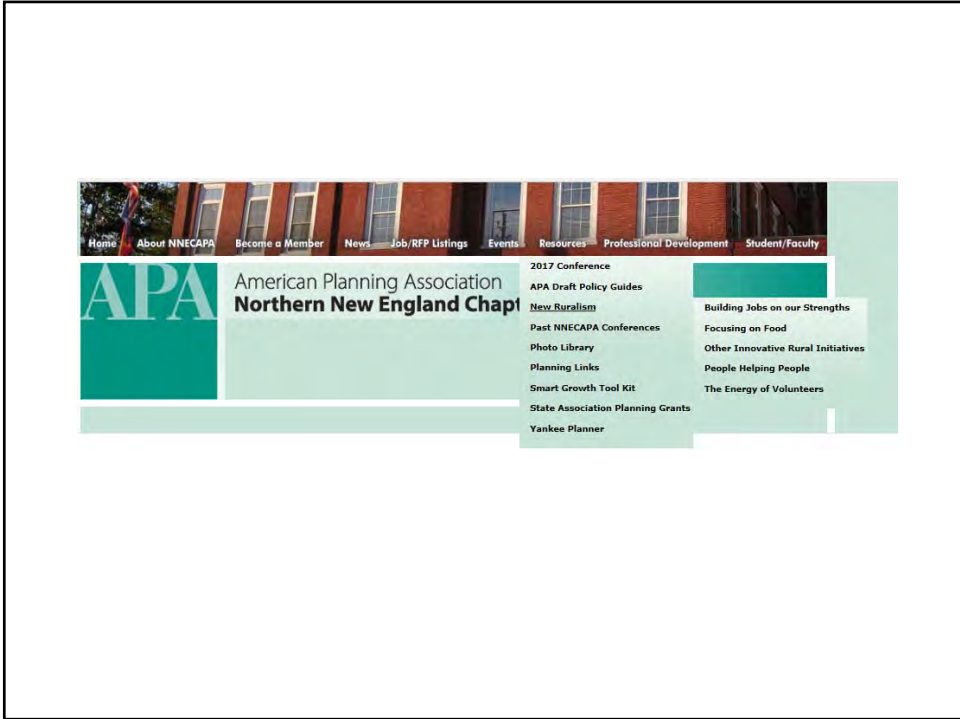 Home About NNECAPA Become a Member News Job/RFP Listings Events Resources Professional Development Student/Faculty
APA
American Planning Association
Northern New England Chapt
2017 Conference
APA Draft Policy Guides
New Ruralism
Past NNECAPA Conferences
Photo Library
Planning Links
Smart Growth Tool Kit
State Association Planning Grants
Yankee Planner
Building Jobs on our Strengths
Focusing on Food
Other Innovative Rural Initiatives
People Helping People
The Energy of Volunteers